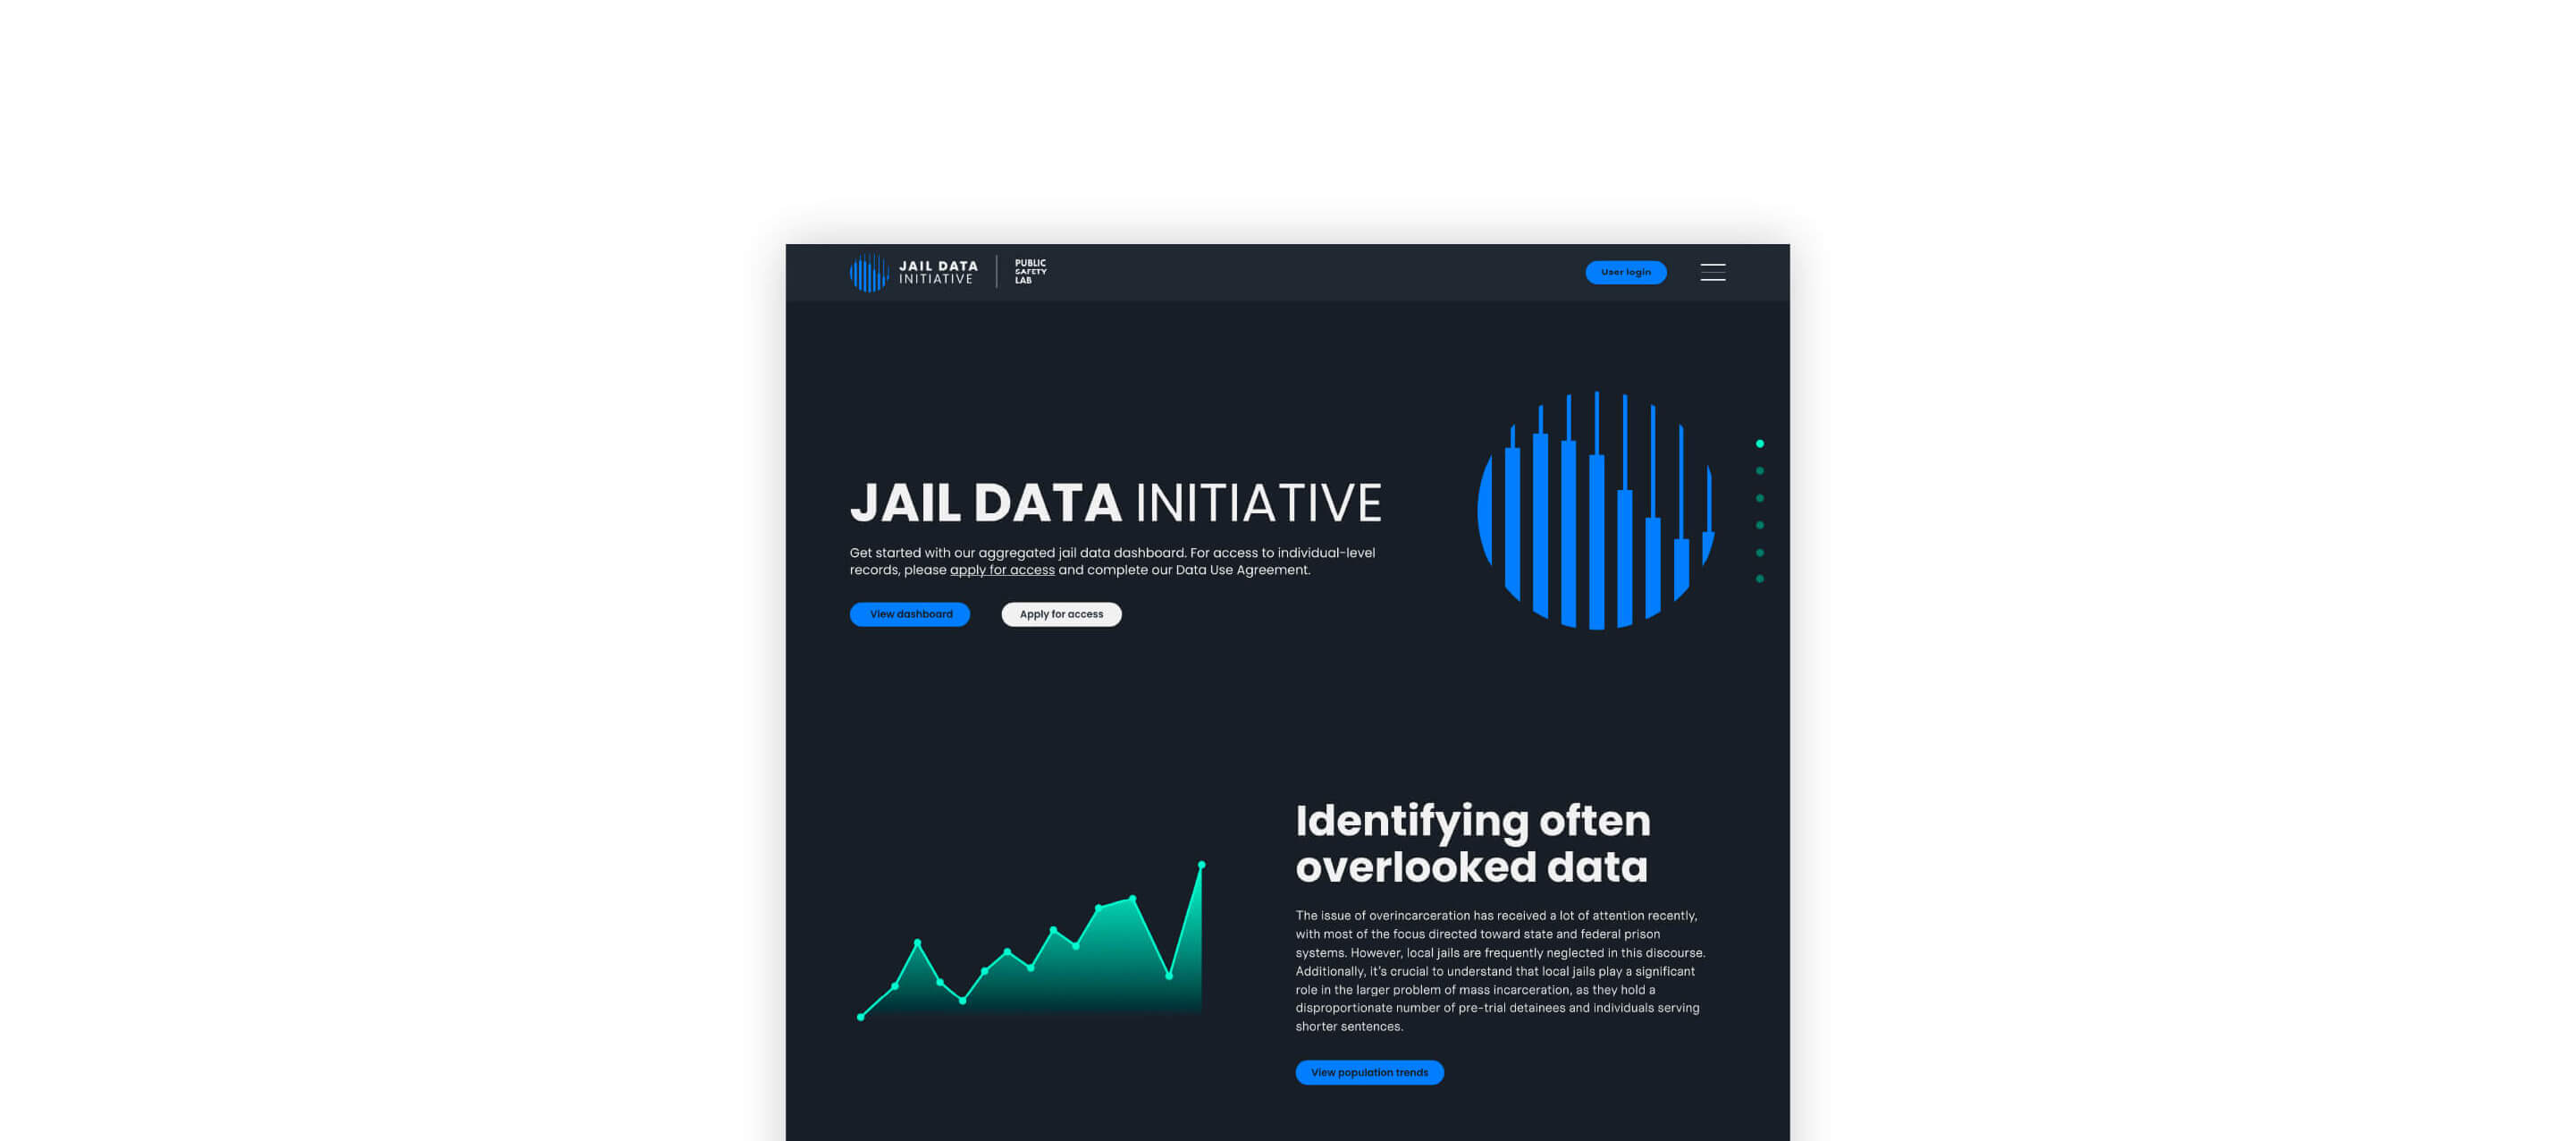 JAIL DATA
INITIATIVE
PUBLIC
SAFETY
LAB
User login
JAIL DATA INITIATIVE
Get started with our aggregated jail data dashboard. For access to individual-level
records, please apply for access and complete our Data Use Agreement.
View dashboard
Apply for access
Identifying often
overlooked data
The issue of overincarceration has received a lot of attention recently,
with most of the focus directed toward state and federal prison
systems. However, local jails are frequently neglected in this discourse.
Additionally, it's crucial to understand that local jails play a significant
role in the larger problem of mass incarceration, as they hold a
disproportionate number of pre-trial detainees and individuals serving
shorter sentences.
View population trends